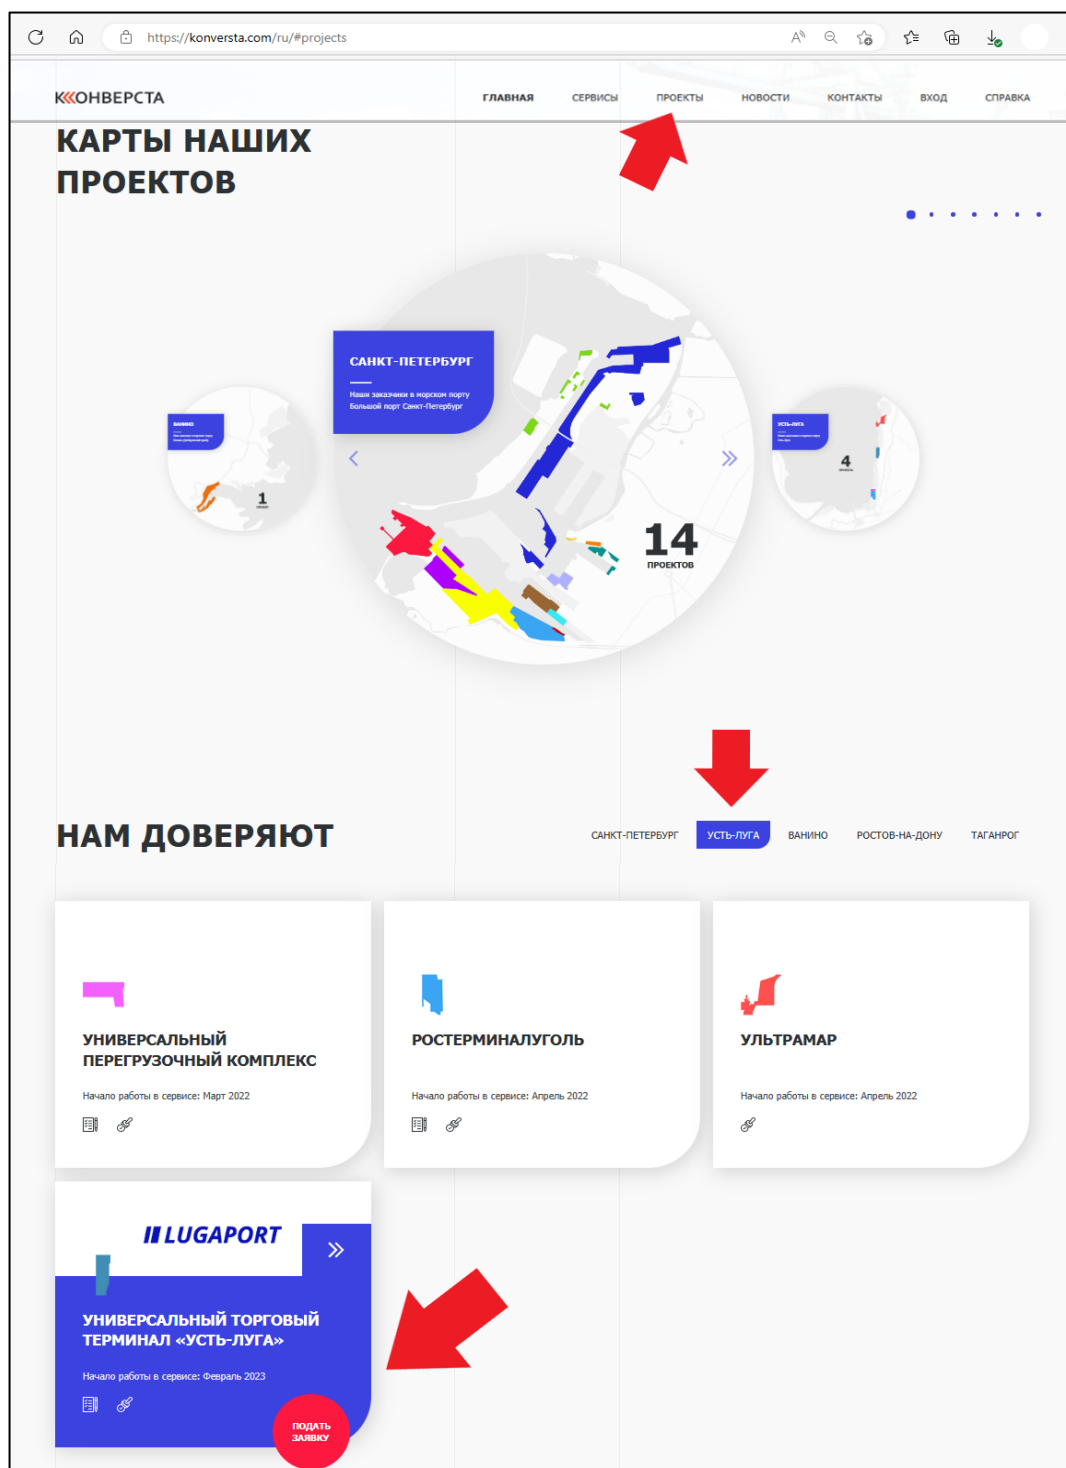 https://konversta.com/ru/#projects
КОНВЕРСТА
ГЛАВНАЯ
СЕРВИСЫ
ПРОЕКТЫ
НОВОСТИ
КОНТАКТЫ
ВХОД
СПРАВКА
КАРТЫ НАШИХ
ПРОЕКТОВ
САНКТ-ПЕТЕРБУРГ
Наши заказчики в морском порту
Большой порт Санкт-Петербург
14
ПРОЕКТОВ
ВАНИНО
1
ПРОЕКТ
УСТЬ-ЛУГА
4
ПРОЕКТА
НАМ ДОВЕРЯЮТ
САНКТ-ПЕТЕРБУРГ
УСТЬ-ЛУГА
ВАНИНО
РОСТОВ-НА-ДОНУ
ТАГАНРОГ
УНИВЕРСАЛЬНЫЙ
ПЕРЕГРУЗОЧНЫЙ КОМПЛЕКС
Начало работы в сервисе: Март 2022
РОСТЕРМИНАЛУГОЛЬ
Начало работы в сервисе: Апрель 2022
УЛЬТРАМАР
Начало работы в сервисе: Апрель 2022
LUGAPORT
УНИВЕРСАЛЬНЫЙ ТОРГОВЫЙ
ТЕРМИНАЛ «УСТЬ-ЛУГА»
Начало работы в сервисе: Февраль 2023
ПОДАТЬ
ЗАЯВКУ